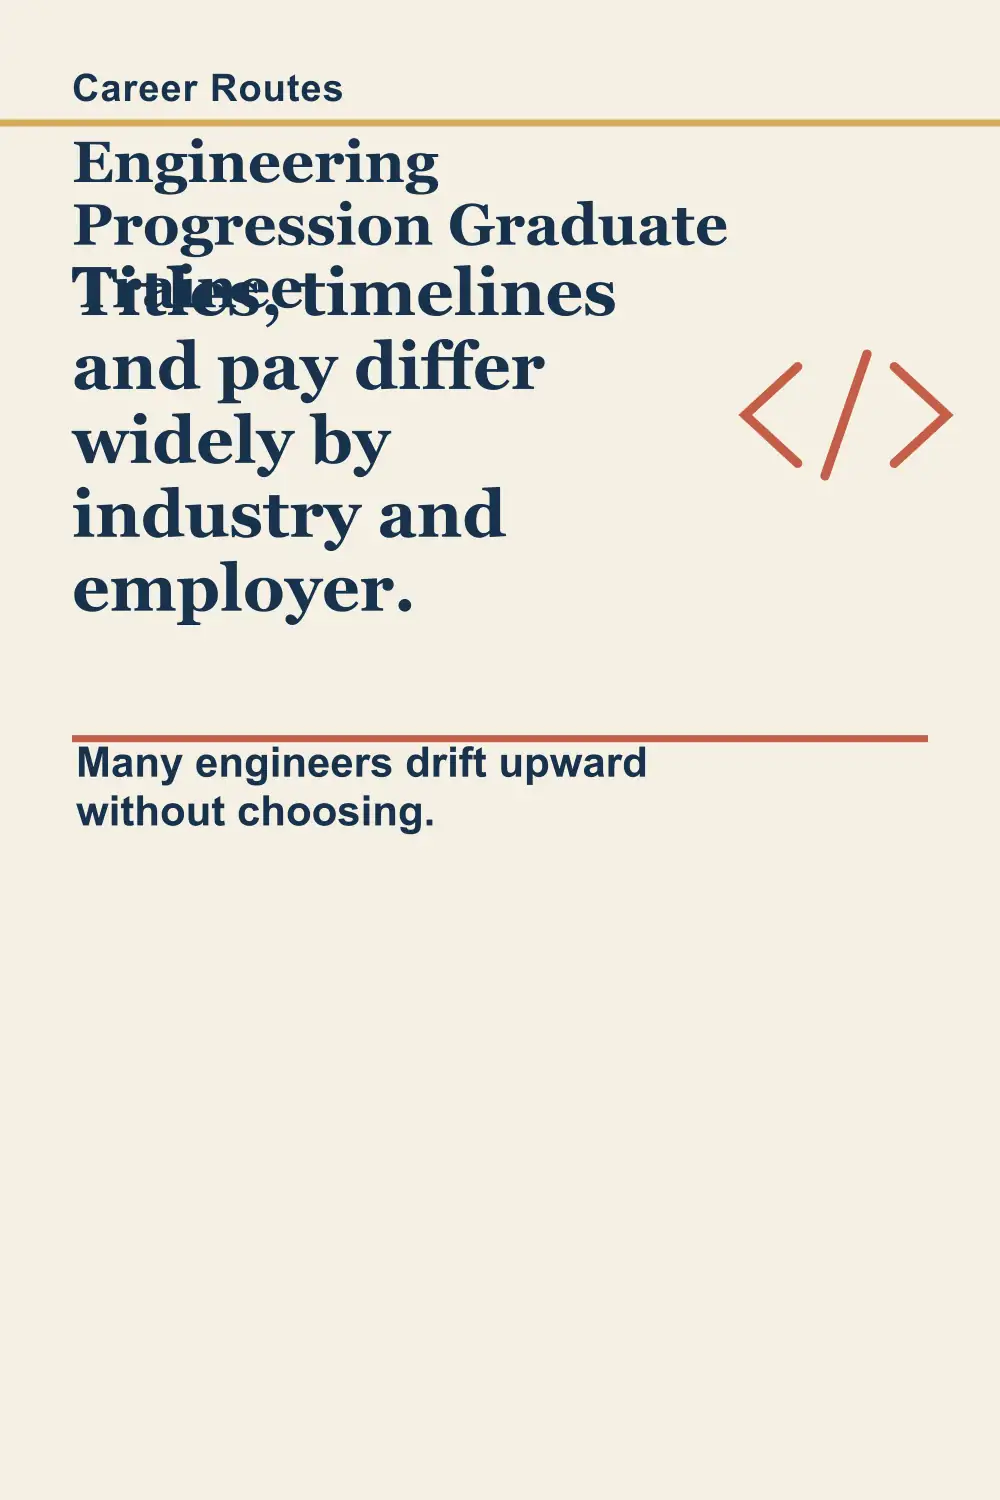 Career Routes
Engineering
Progression Graduate
Trainee
Titles, timelines
and pay differ
widely by
industry and
employer.
</>
Many engineers drift upward
without choosing.